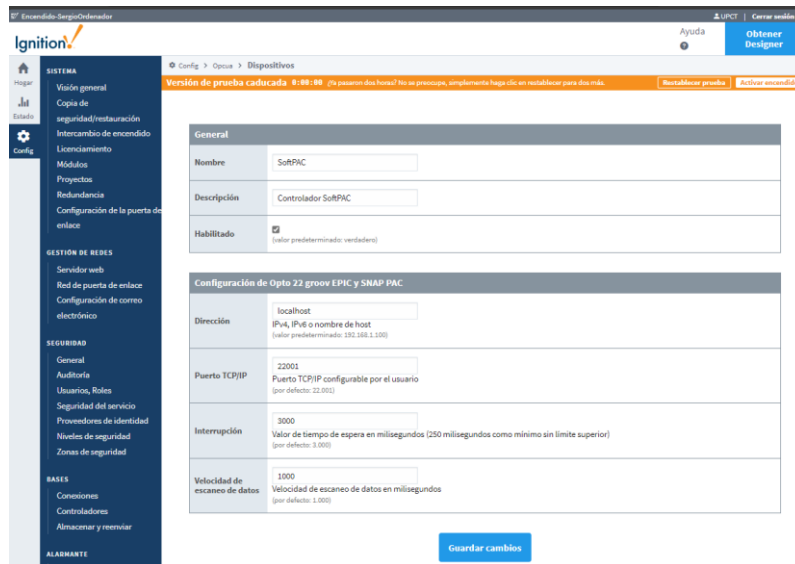 Encendido-SergioOrdenador
UPCT | Cerrar sesión
Ignition
Ayuda
Obtener
Designer
Hogar
Estado
Config
SISTEMA
Visión general
Copia de
seguridad/restauración
Intercambio de encendido
Licenciamiento
Módulos
Proyectos
Redundancia
Configuración de la puerta de
enlace
GESTIÓN DE REDES
Servidor web
Red de puerta de enlace
Configuración de correo
electrónico
SEGURIDAD
General
Auditoría
Usuarios, Roles
Seguridad del servicio
Proveedores de identidad
Niveles de seguridad
Zonas de seguridad
BASES
Conexiones
Controladores
Almacenar y reenviar
ALARMANTE
Config > Opcua > Dispositivos
Versión de prueba caducada 0:00:00 ¿Ya pasaron dos horas? No se preocupe, simplemente haga clic en restablecer para dos más.
Restablecer prueba
Activar encendido
General
Nombre
SoftPAC
Descripción
Controlador SoftPAC
Habilitado
(valor predeterminado: verdadero)
Configuración de Opto 22 groov EPIC y SNAP PAC
Dirección
localhost
IPv4, IPv6 o nombre de host
(valor predeterminado: 192.168.1.100)
Puerto TCP/IP
22001
Puerto TCP/IP configurable por el usuario
(por defecto: 22.001)
Interrupción
3000
Valor de tiempo de espera en milisegundos (250 milisegundos como mínimo sin límite superior)
(por defecto: 3.000)
Velocidad de
escaneo de datos
1000
Velocidad de escaneo de datos en milisegundos
(por defecto: 1.000)
Guardar cambios